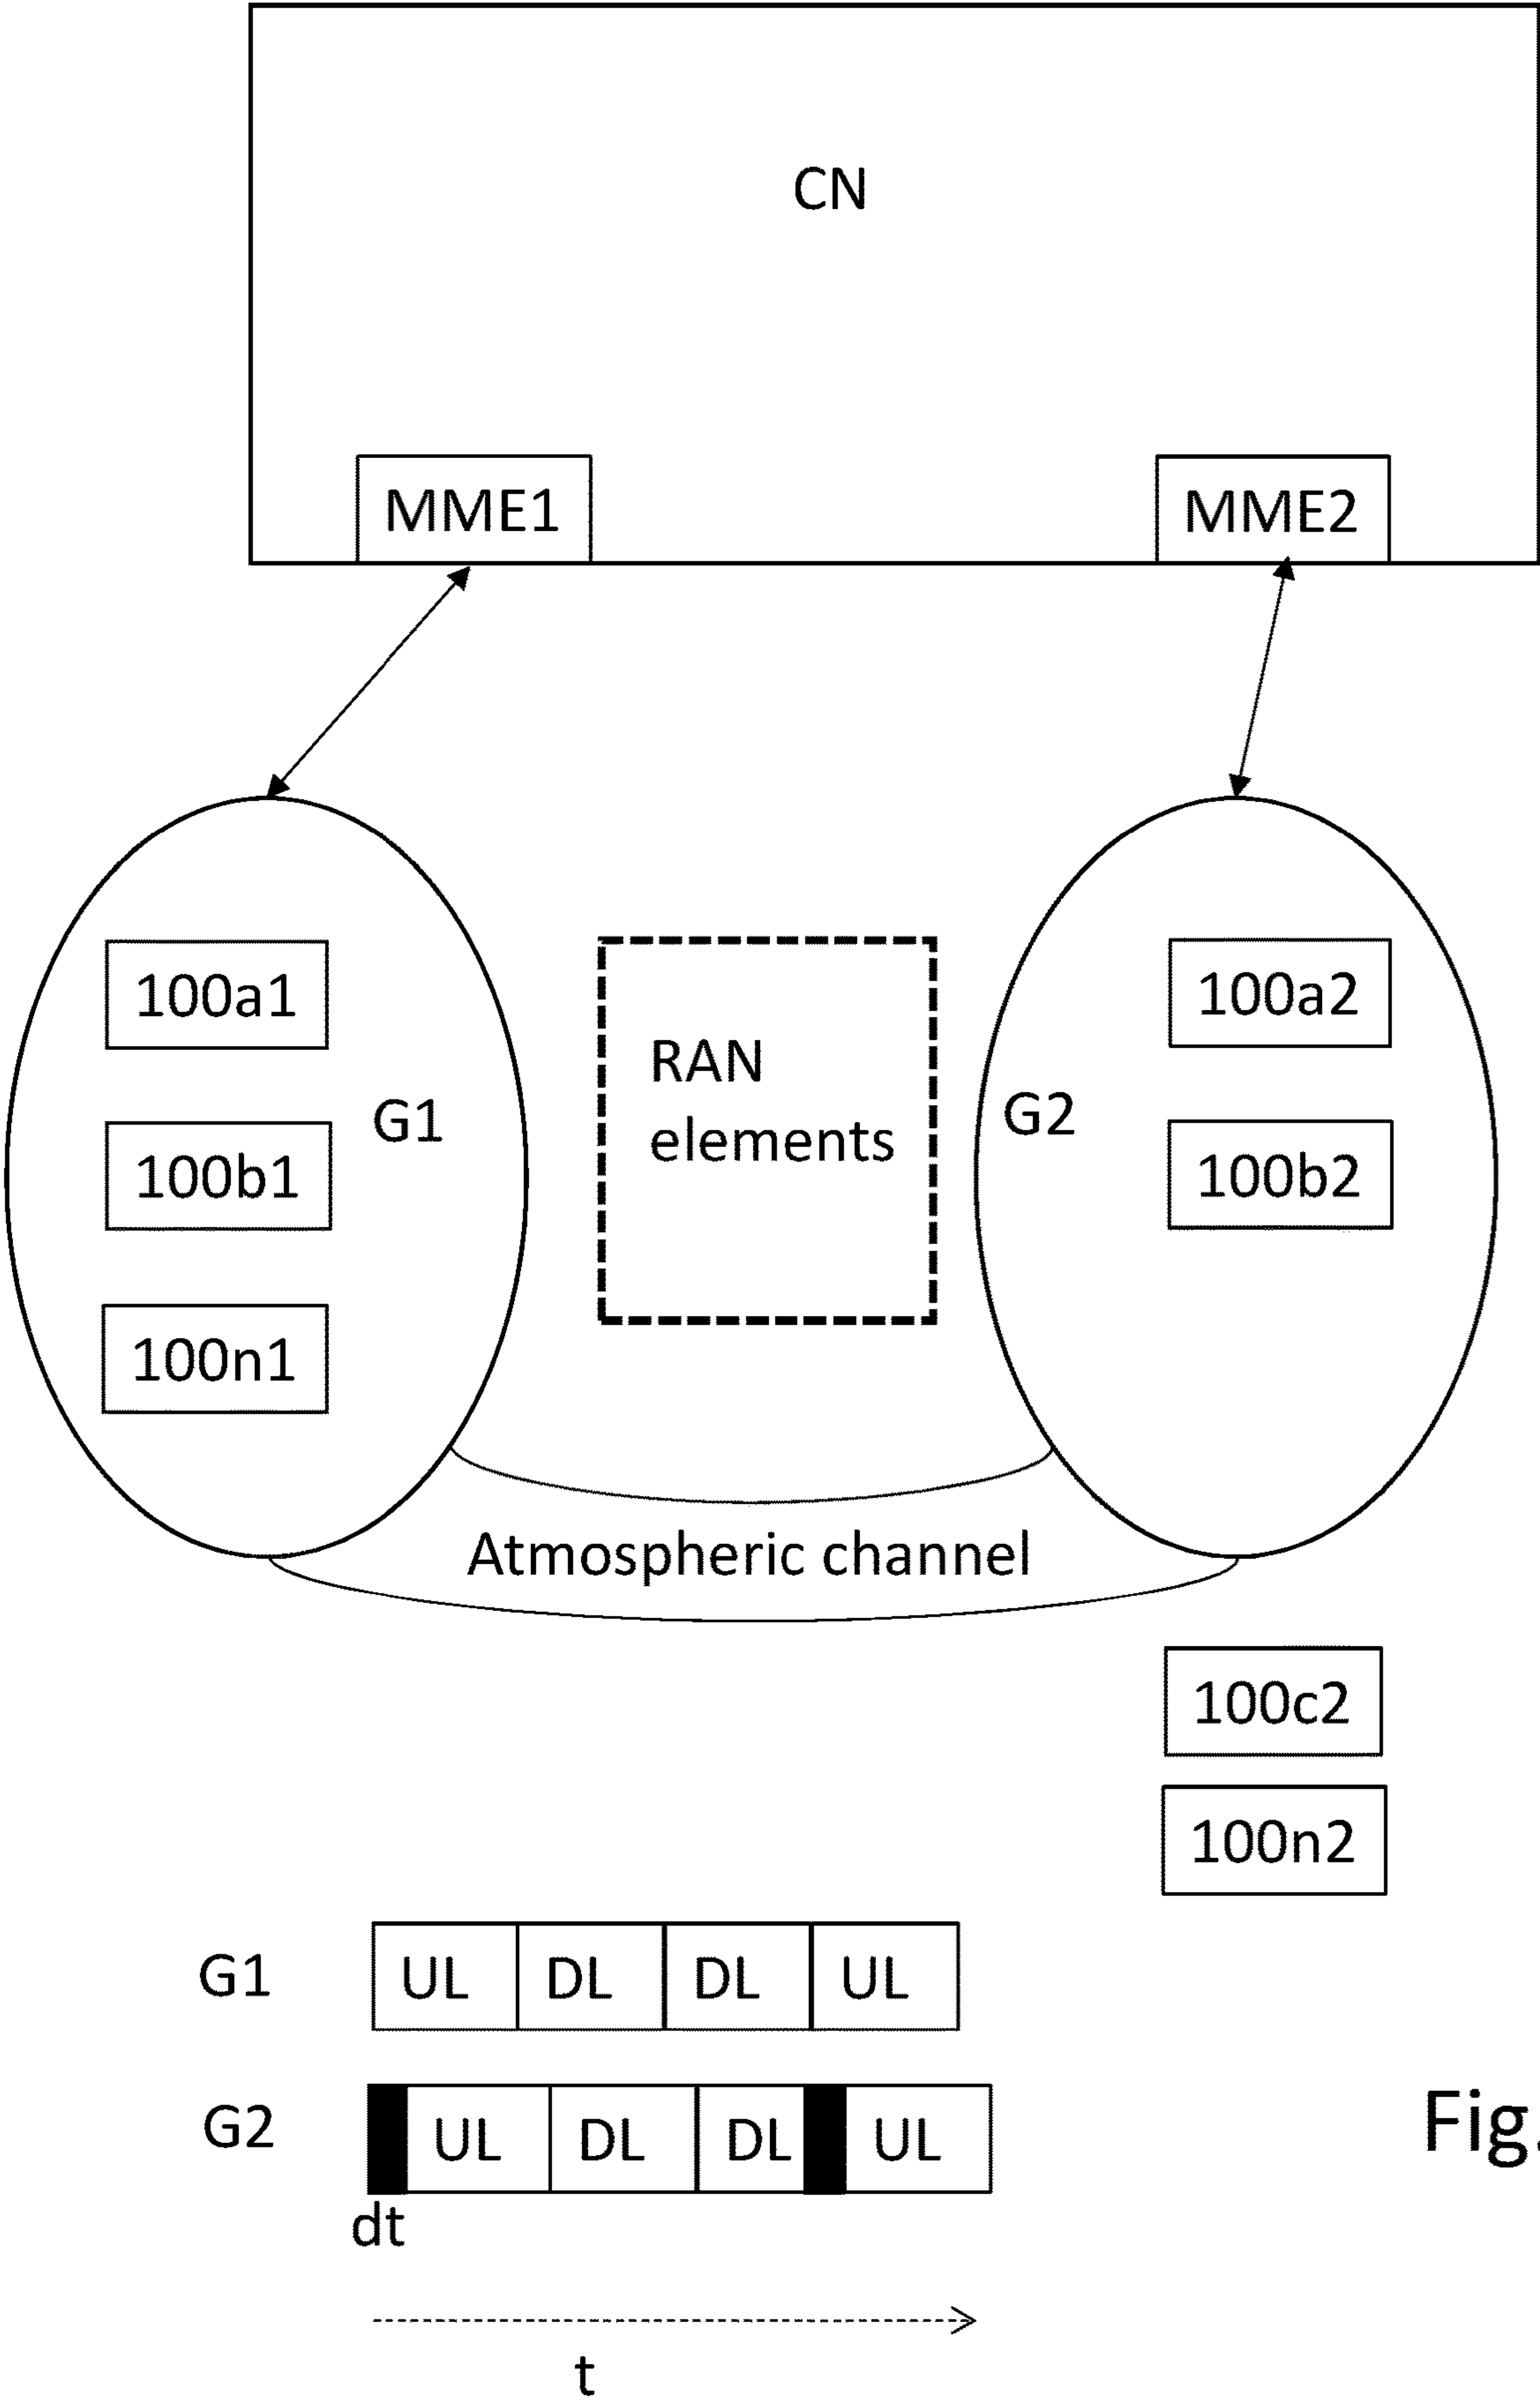 CN
MME1
MME2
100a1
100a2
RAN
elements
G1
G2
100b1
100b2
100n1
Atmospheric channel
100c2
100n2
G1
UL
DL
DL
UL
G2
UL
DL
DL
UL
dt
t
Fig.